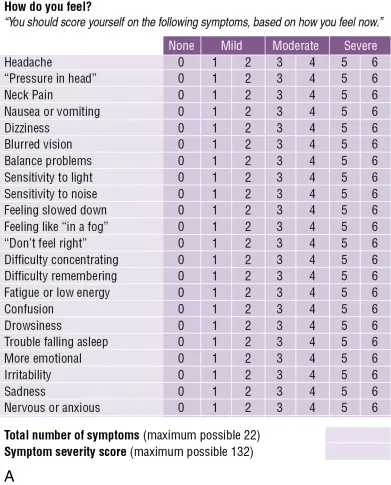 How do you feel?
“You should score yourself on the following symptoms, based on how you feel now.”
None Mild Moderate Severe
Headache 0 1 2 3 4 5 6
“Pressure in head” 0 1 2 3 4 5 6
Neck Pain 0 1 2 3 4 5 6
Nausea or vomiting 0 1 2 3 4 5 6
Dizziness 0 1 2 3 4 5 6
Blurred vision 0 1 2 3 4 5 6
Balance problems 0 1 2 3 4 5 6
Sensitivity to light 0 1 2 3 4 5 6
Sensitivity to noise 0 1 2 3 4 5 6
Feeling slowed down 0 1 2 3 4 5 6
Feeling like “in a fog” 0 1 2 3 4 5 6
“Don’t feel right” 0 1 2 3 4 5 6
Difficulty concentrating 0 1 2 3 4 5 6
Difficulty remembering 0 1 2 3 4 5 6
Fatigue or low energy 0 1 2 3 4 5 6
Confusion 0 1 2 3 4 5 6
Drowsiness 0 1 2 3 4 5 6
Trouble falling asleep 0 1 2 3 4 5 6
More emotional 0 1 2 3 4 5 6
Irritability 0 1 2 3 4 5 6
Sadness 0 1 2 3 4 5 6
Nervous or anxious 0 1 2 3 4 5 6
Total number of symptoms (maximum possible 22)
Symptom severity score (maximum possible 132)
A